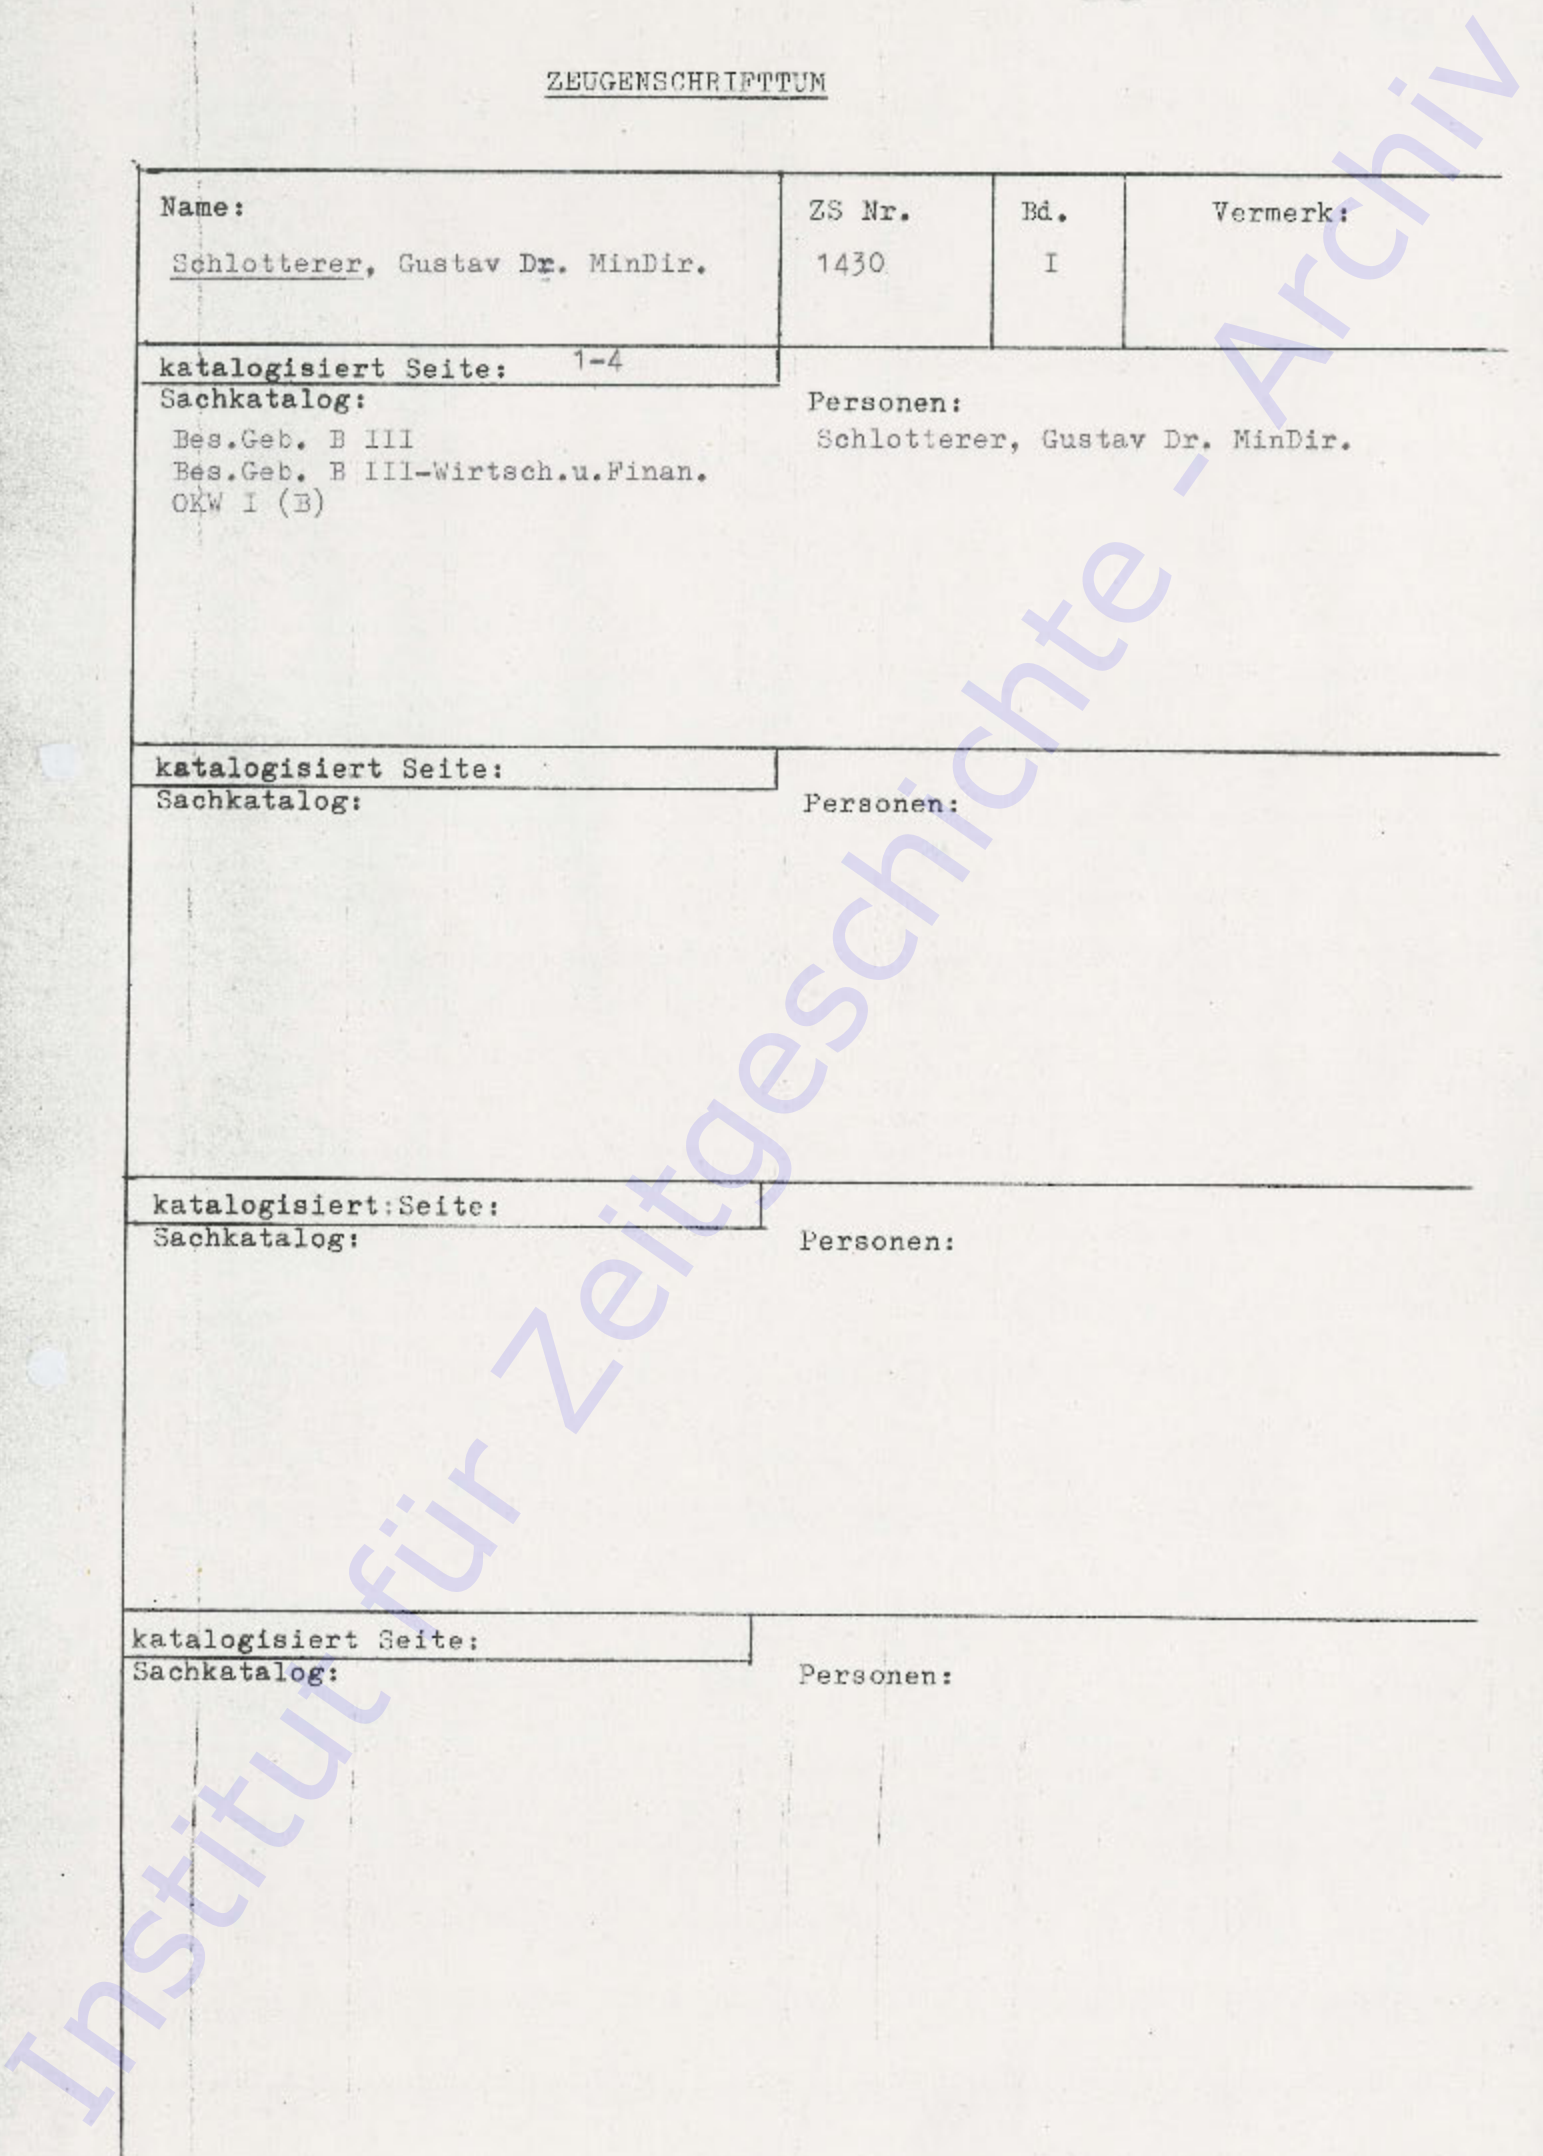 ZEUGENSCHRIFTTUM
Name: ZS Nr. Bd. Vermerk:
Schlotterer, Gustav Dr. MinDir. 1430 I
katalogisiert Seite: 1-4
Sachkatalog: Personen:
Bes.Geb. B III Schlotterer, Gustav Dr. MinDir.
Bes.Geb. B III-Wirtsch.u.Finan.
OKW I (B)
katalogisiert Seite:
Sachkatalog: Personen:
katalogisiert:Seite:
Sachkatalog: Personen:
katalogisiert Seite:
Sachkatalog: Personen:
Institut für Zeitgeschichte - Archiv